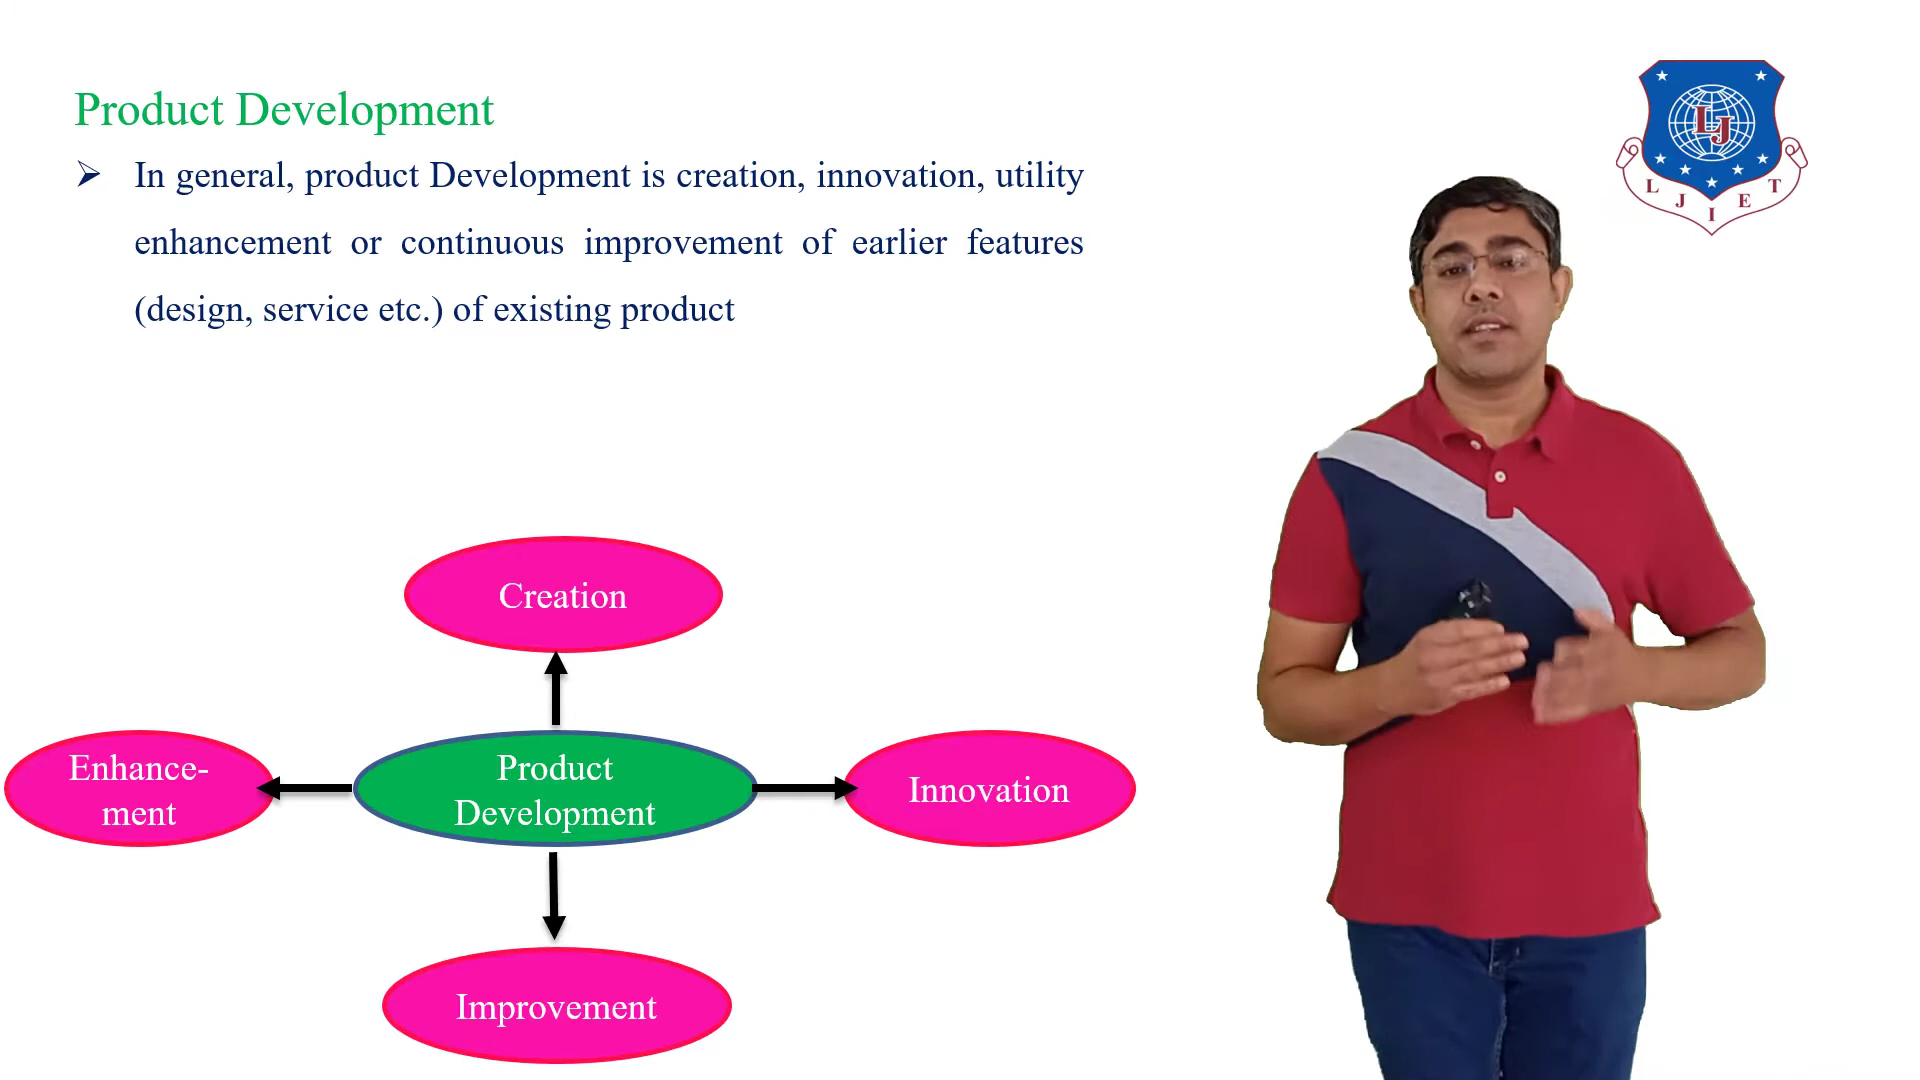 Product Development
In general, product Development is creation, innovation, utility
enhancement or continuous improvement of earlier features
(design, service etc.) of existing product
LJ
L J I E T
Creation
Enhance-
ment
Product
Development
Innovation
Improvement